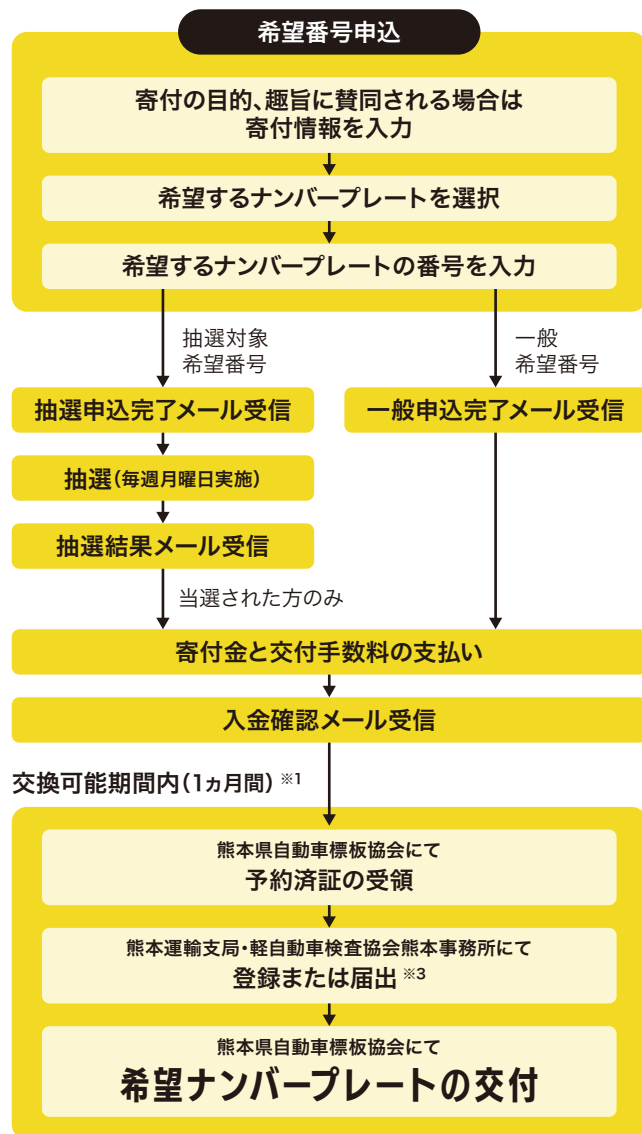 希望番号申込
寄付の目的、趣旨に賛同される場合は
寄付情報を入力
希望するナンバープレートを選択
希望するナンバープレートの番号を入力
抽選対象
希望番号
一般
希望番号
抽選申込完了メール受信
一般申込完了メール受信
抽選(毎週月曜日実施)
抽選結果メール受信
当選された方のみ
寄付金と交付手数料の支払い
入金確認メール受信
交換可能期間内(1ヵ月間) ※1
熊本県自動車標板協会にて
予約済証の受領
熊本運輸支局・軽自動車検査協会熊本事務所にて
登録または届出 ※3
熊本県自動車標板協会にて
希望ナンバープレートの交付